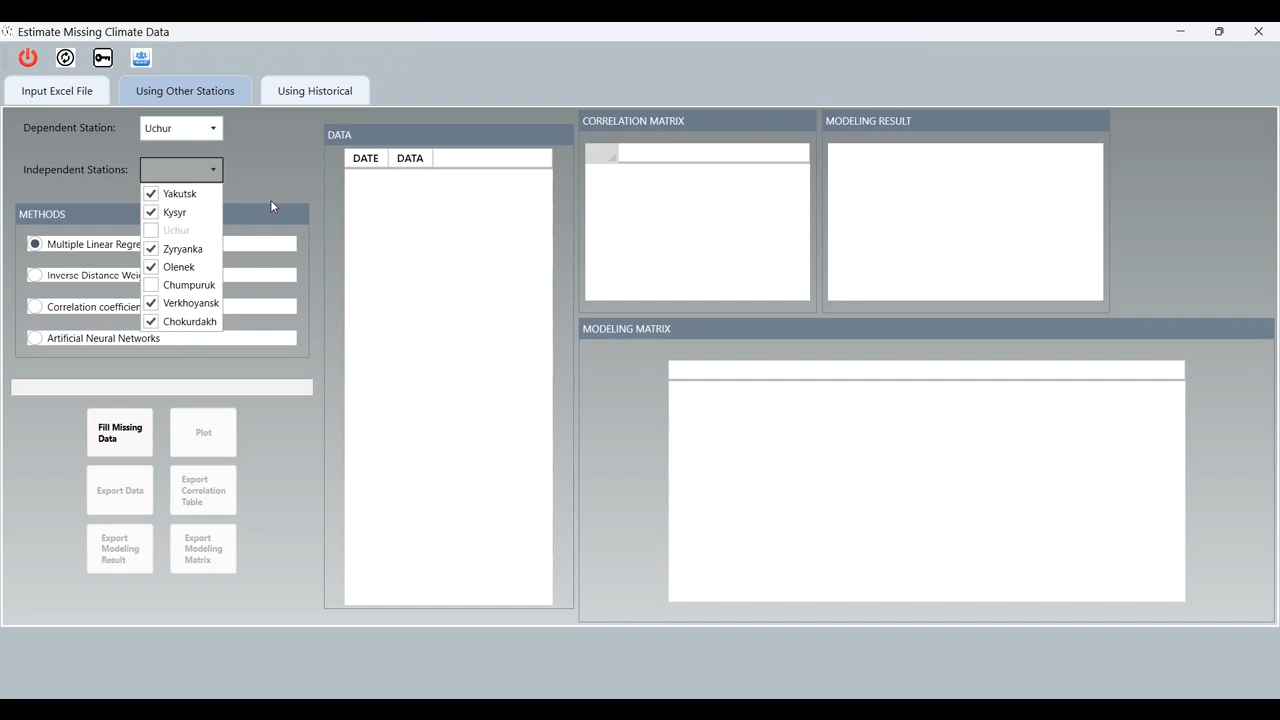 Estimate Missing Climate Data
Input Excel File
Using Other Stations
Using Historical
Dependent Station:
Uchur
Independent Stations:
Yakutsk
Kysyr
Uchur
Zyryanka
Olenek
Chumpuruk
Verkhoyansk
Chokurdakh
METHODS
Multiple Linear Regre
Inverse Distance Wei
Correlation coefficien
Artificial Neural Networks
Fill Missing
Data
Plot
Export Data
Export
Correlation
Table
Export
Modeling
Result
Export
Modeling
Matrix
DATA
DATE
DATA
CORRELATION MATRIX
MODELING RESULT
MODELING MATRIX